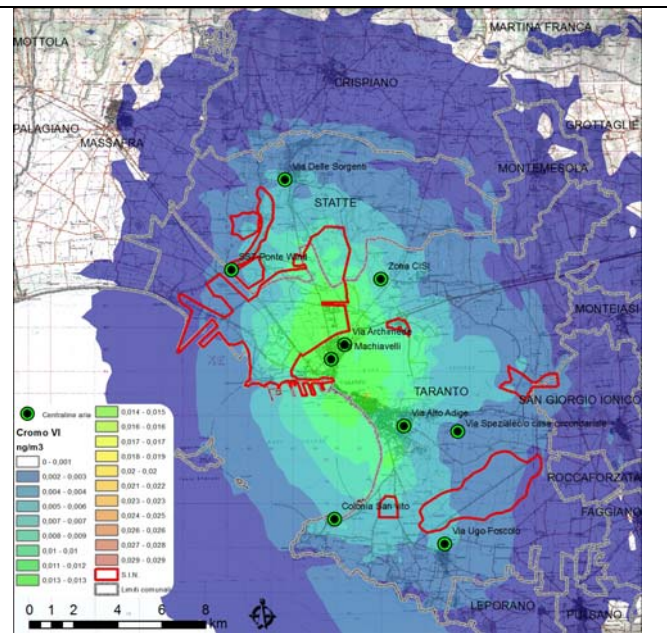 MOTTOLA
MARTINA FRANCA
CRISPIANO
PALAGIANO
MASSAFRA
GROTTAGLIE
MONTEMESOLA
Via Delle Sorgenti
STATTE
SS7 Ponte Wind
Zona CISI
MONTEIASI
Via Archimede
Machiavelli
TARANTO
SAN GIORGIO IONICO
Via Alto Adige
Via Speziale
casa circondariale
ROCCAFORZATA
FAGGIANO
Colonia San Vito
Via Ugo Foscolo
LEPORANO
PULSANO
Centraline aria
Cromo VI
ng/m3
0 - 0,001
0,002 - 0,003
0,004 - 0,004
0,005 - 0,006
0,007 - 0,007
0,008 - 0,009
0,01 - 0,01
0,011 - 0,012
0,013 - 0,013
0,014 - 0,015
0,016 - 0,016
0,017 - 0,017
0,018 - 0,019
0,02 - 0,02
0,021 - 0,022
0,023 - 0,023
0,024 - 0,025
0,026 - 0,026
0,027 - 0,028
0,029 - 0,029
S.I.N.
Limiti comunali
0 2 4 6 8
km